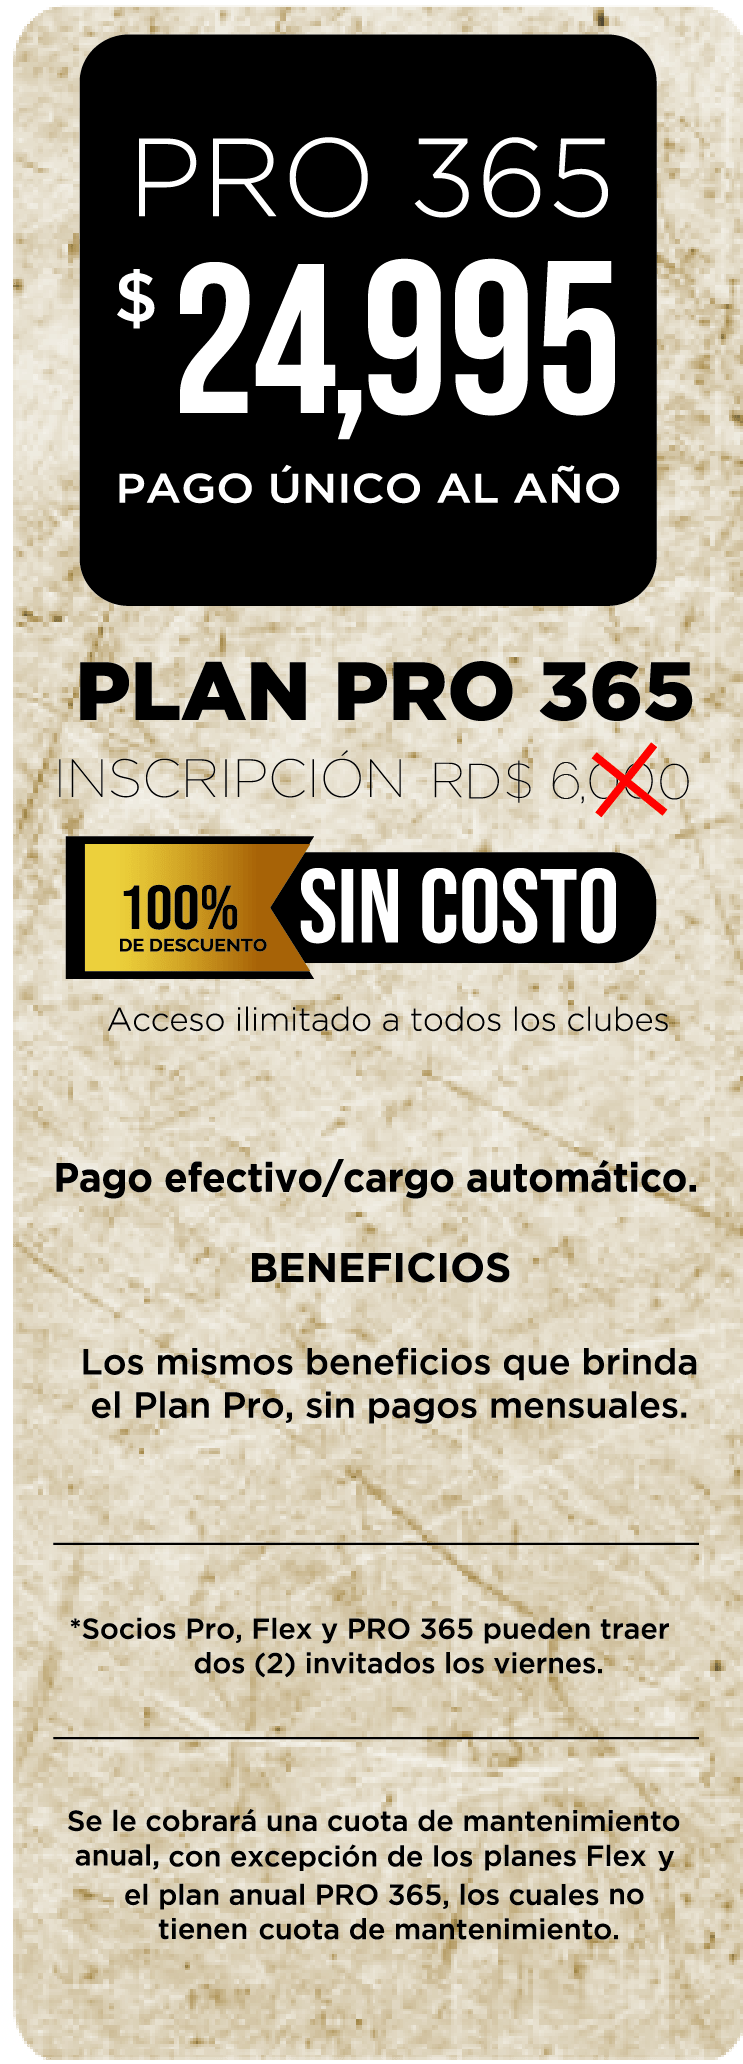 PRO 365
$ 24,995
PAGO ÚNICO AL AÑO
PLAN PRO 365
INSCRIPCIÓN RD$ 6,000
100%
DE DESCUENTO
SIN COSTO
Acceso ilimitado a todos los clubes
Pago efectivo/cargo automático.
BENEFICIOS
Los mismos beneficios que brinda
el Plan Pro, sin pagos mensuales.
*Socios Pro, Flex y PRO 365 pueden traer
dos (2) invitados los viernes.
Se le cobrará una cuota de mantenimiento
anual, con excepción de los planes Flex y
el plan anual PRO 365, los cuales no
tienen cuota de mantenimiento.